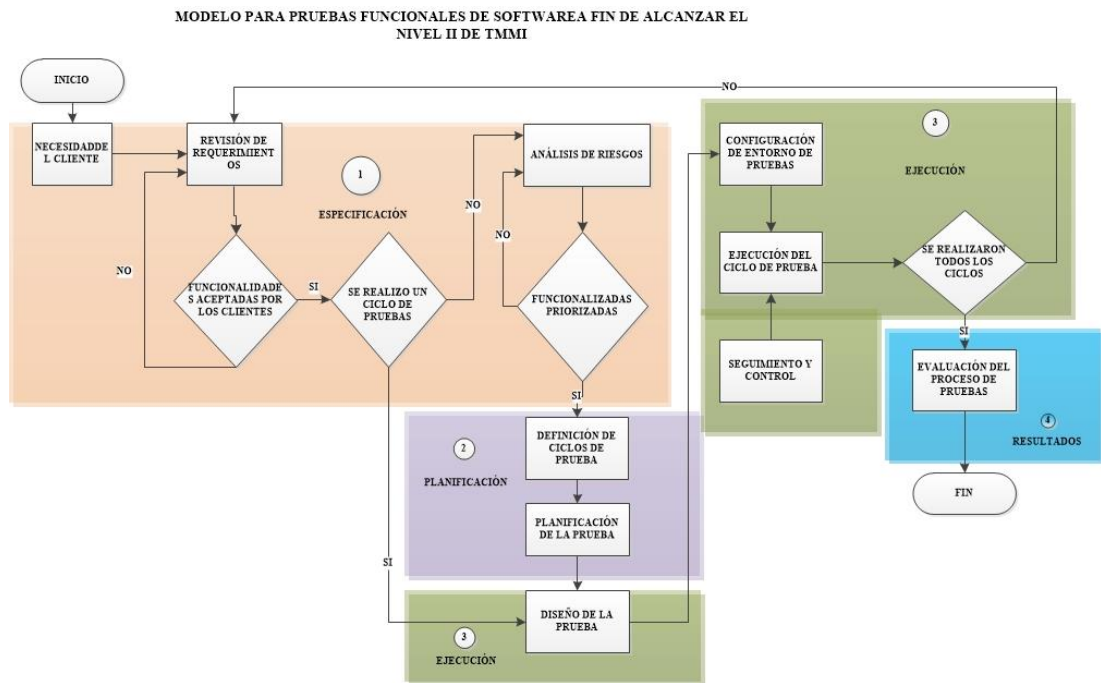 MODELO PARA PRUEBAS FUNCIONALES DE SOFTWAREA FIN DE ALCANZAR EL
NIVEL II DE TMMI
INICIO
NECESIDADDE
L CLIENTE
REVISIÓN DE
REQUERIMIENT
OS
1
ESPECIFICACIÓN
NO
FUNCIONALIDADE
S ACEPTADAS POR
LOS CLIENTES
SI
SE REALIZO UN
CICLO DE
PRUEBAS
NO
ANÁLISIS DE RIESGOS
NO
FUNCIONALIZADAS
PRIORIZADAS
SI
2
PLANIFICACIÓN
DEFINICIÓN DE
CICLOS DE
PRUEBA
PLANIFICACIÓN
DE LA PRUEBA
SI
3
EJECUCIÓN
DISEÑO DE LA
PRUEBA
NO
CONFIGURACIÓN
DE ENTORNO DE
PRUEBAS
3
EJECUCIÓN
EJECUCIÓN DEL
CICLO DE PRUEBA
SE REALIZARON
TODOS LOS
CICLOS
SEGUIMIENTO Y
CONTROL
SI
EVALUACIÓN DEL
PROCESO DE
PRUEBAS
4
RESULTADOS
FIN